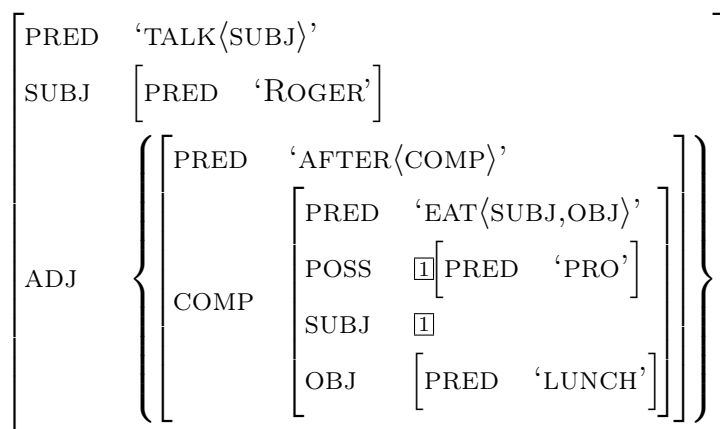 PRED ‘TALK⟨SUBJ⟩’
SUBJ [PRED ‘ROGER’]
PRED ‘AFTER⟨COMP⟩’
PRED ‘EAT⟨SUBJ,OBJ⟩’
ADJ POSS 1[PRED ‘PRO’]
COMP
SUBJ 1
OBJ [PRED ‘LUNCH’]